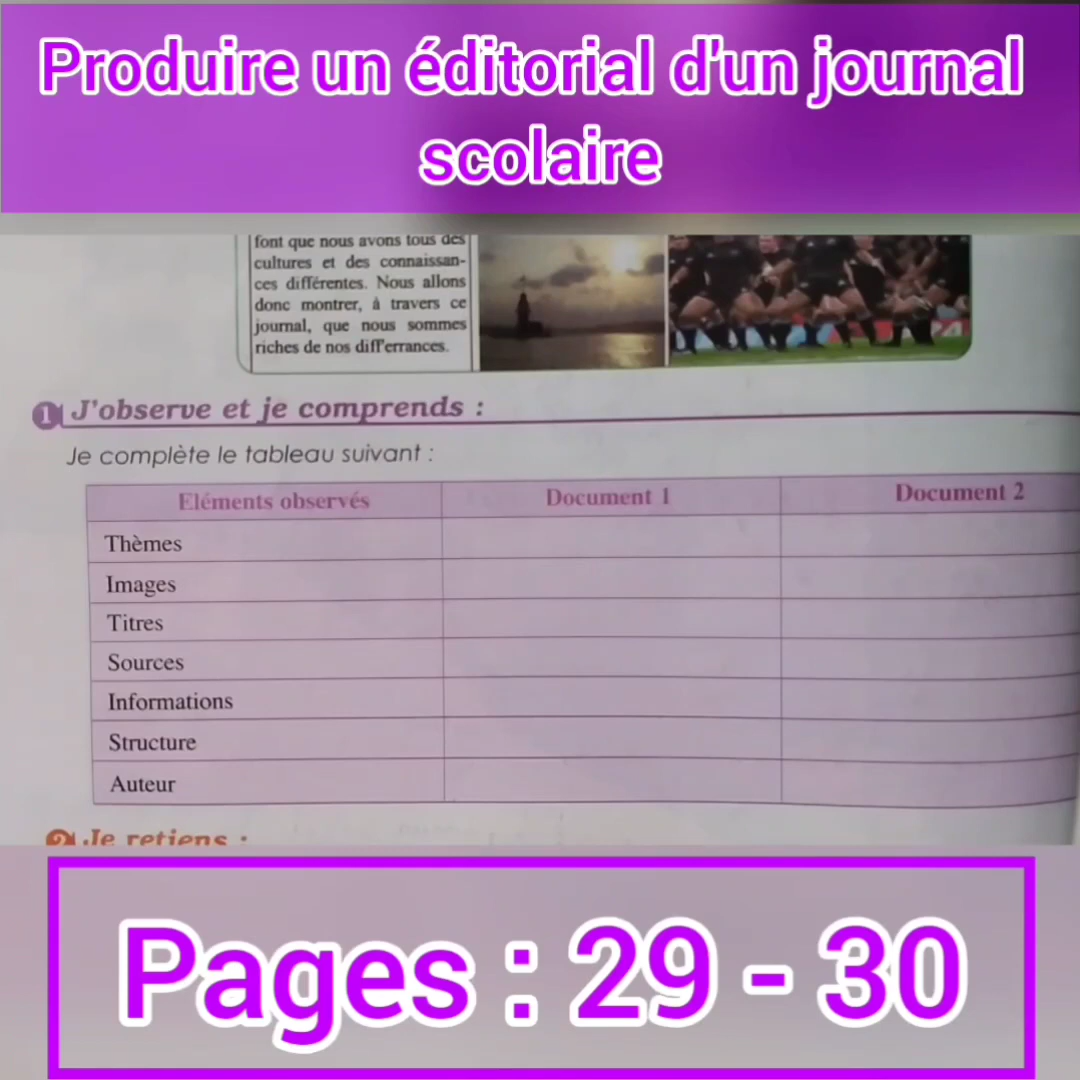 Produire un éditorial d'un journal
scolaire
font que nous avons tous des
cultures et des connaissan-
ces différentes. Nous allons
donc montrer, à travers ce
journal, que nous sommes
riches de nos diff'errances.
1 J'observe et je comprends :
Je complète le tableau suivant :
Eléments observés Document 1 Document 2
Thèmes
Images
Titres
Sources
Informations
Structure
Auteur
2 Je retiens :
Pages : 29 - 30